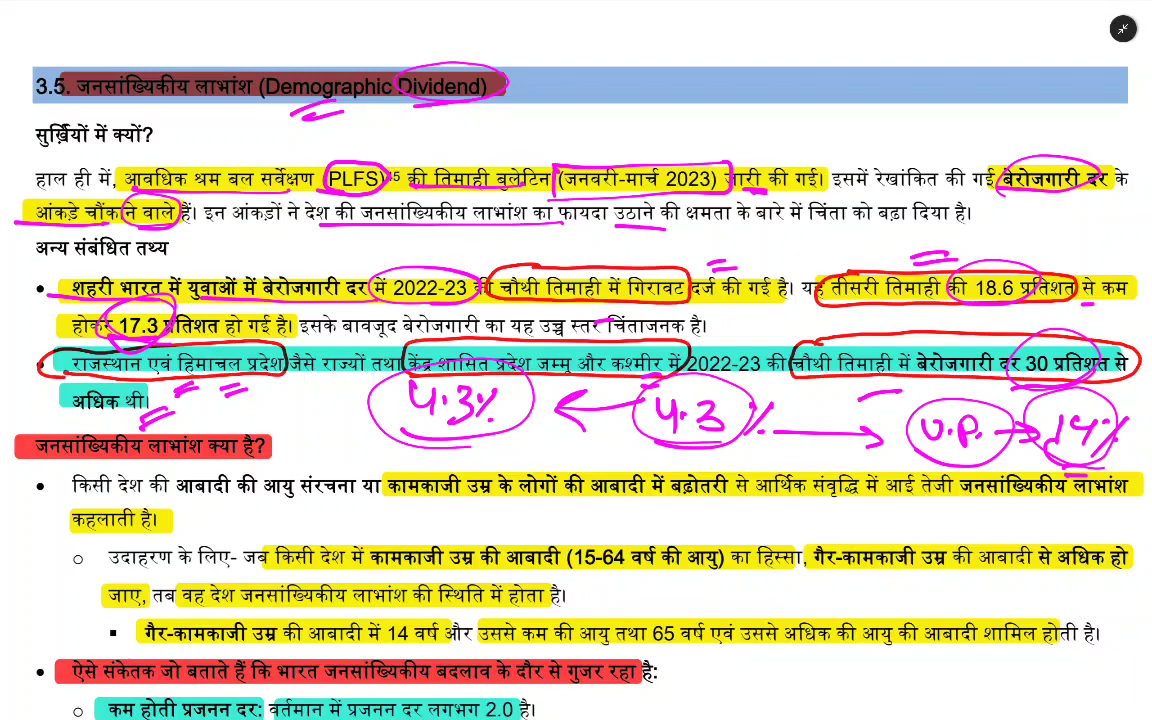 3.5. जनसांख्यिकीय लाभांश (Demographic Dividend)
सुर्ख़ियों में क्यों?
हाल ही में, आवधिक श्रम बल सर्वेक्षण (PLFS)45 की तिमाही बुलेटिन (जनवरी-मार्च 2023) जारी की गई। इसमें रेखांकित की गई बेरोजगारी दर के
आंकड़े चौंकाने वाले हैं। इन आंकड़ों ने देश की जनसांख्यिकीय लाभांश का फायदा उठाने की क्षमता के बारे में चिंता को बढ़ा दिया है।
अन्य संबंधित तथ्य
• शहरी भारत में युवाओं में बेरोजगारी दर में 2022-23 की चौथी तिमाही में गिरावट दर्ज की गई है। यह तीसरी तिमाही की 18.6 प्रतिशत से कम
होकर 17.3 प्रतिशत हो गई है। इसके बावजूद बेरोजगारी का यह उच्च स्तर चिंताजनक है।
• राजस्थान एवं हिमाचल प्रदेश जैसे राज्यों तथा केंद्र शासित प्रदेश जम्मू और कश्मीर में 2022-23 की चौथी तिमाही में बेरोजगारी दर 30 प्रतिशत से
अधिक थी।
4.3% 4.3% U.P. 14%
जनसांख्यिकीय लाभांश क्या है?
• किसी देश की आबादी की आयु संरचना या कामकाजी उम्र के लोगों की आबादी में बढ़ोतरी से आर्थिक संवृद्धि में आई तेजी जनसांख्यिकीय लाभांश
कहलाती है।
o उदाहरण के लिए- जब किसी देश में कामकाजी उम्र की आबादी (15-64 वर्ष की आयु) का हिस्सा, गैर-कामकाजी उम्र की आबादी से अधिक हो
जाए, तब वह देश जनसांख्यिकीय लाभांश की स्थिति में होता है।
▪ गैर-कामकाजी उम्र की आबादी में 14 वर्ष और उससे कम की आयु तथा 65 वर्ष एवं उससे अधिक की आयु की आबादी शामिल होती है।
• ऐसे संकेतक जो बताते हैं कि भारत जनसांख्यिकीय बदलाव के दौर से गुजर रहा है:
o कम होती प्रजनन दर: वर्तमान में प्रजनन दर लगभग 2.0 है।